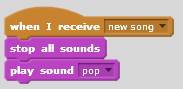 when I receive new song
stop all sounds
play sound pop